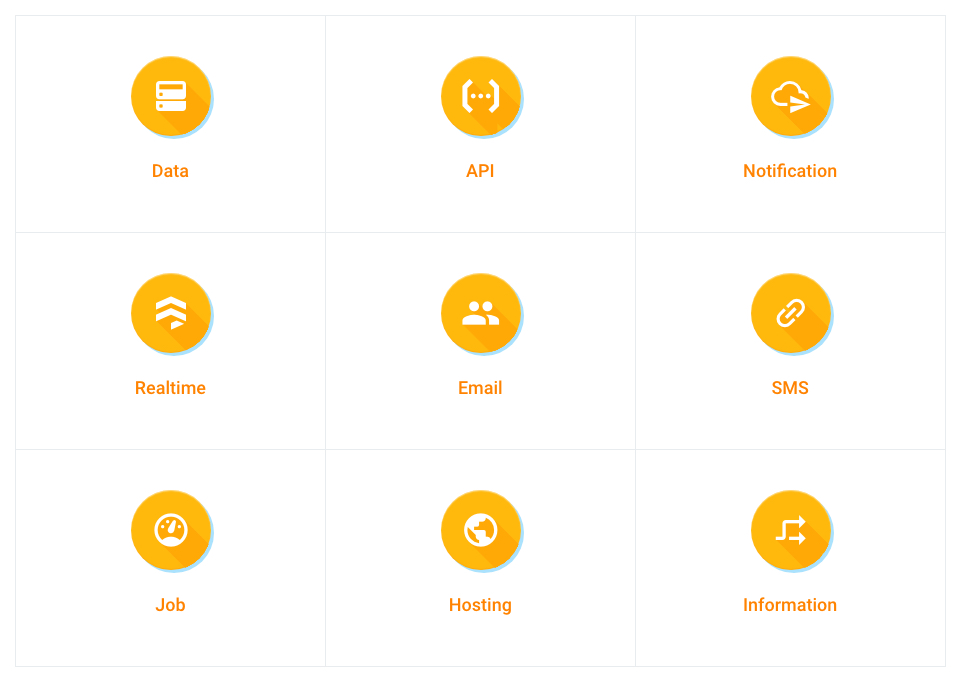 Data
API
Notification
Realtime
Email
SMS
Job
Hosting
Information